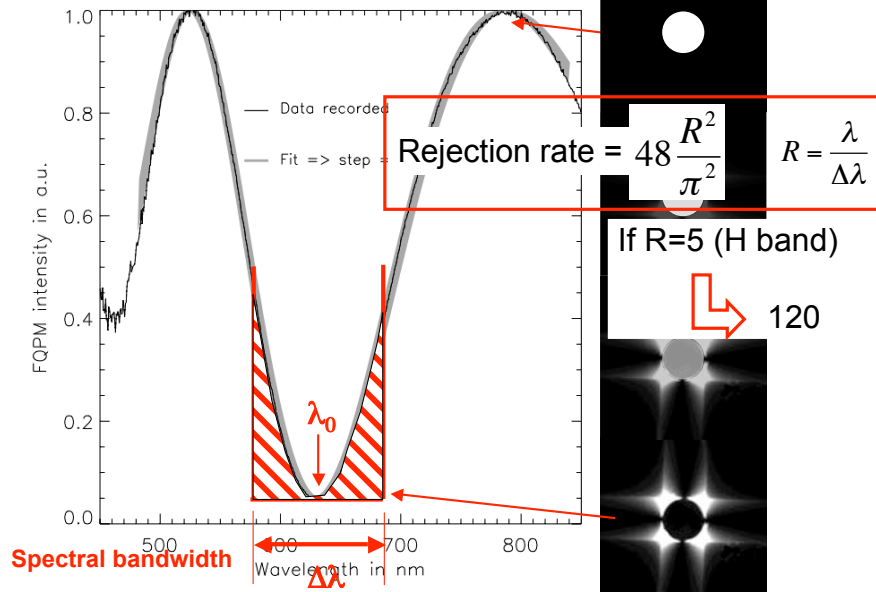 1.0
0.8
0.6
0.4
0.2
0.0
FQPM intensity in a.u.
Data recorded
Fit => step =
Rejection rate = 48 R² / π²
R = λ / Δλ
If R=5 (H band)
120
λ₀
500
700
800
Spectral bandwidth
Wavelength in nm
Δλ